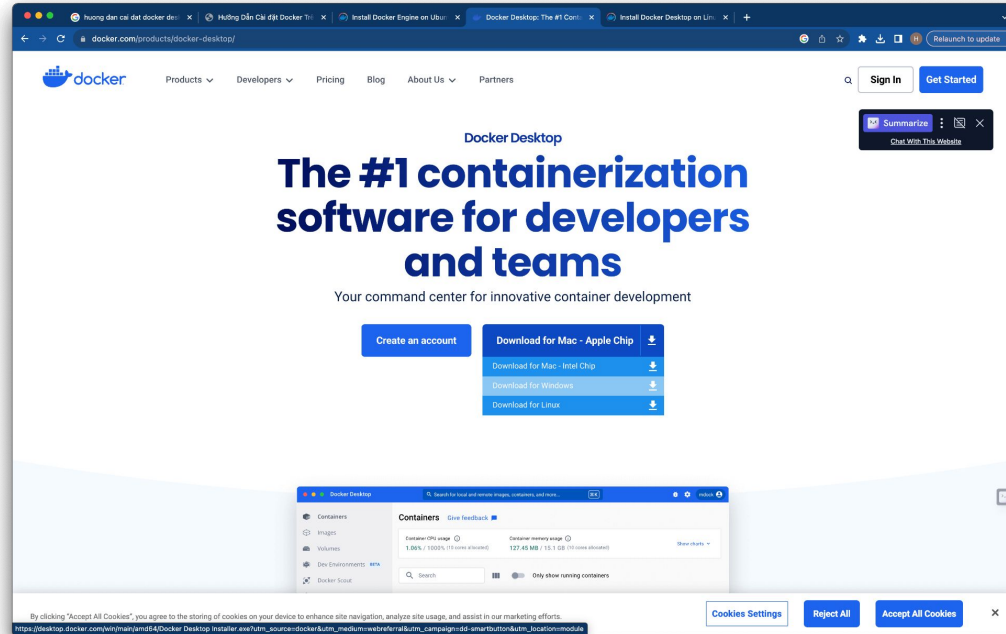 huong dan cai dat docker des
Hướng Dẫn Cài đặt Docker Trê
Install Docker Engine on Ubun
Docker Desktop: The #1 Conta
Install Docker Desktop on Linu
docker.com/products/docker-desktop/
H
Relaunch to update
docker
Products
Developers
Pricing
Blog
About Us
Partners
Sign In
Get Started
Summarize
Chat With This Website
Docker Desktop
The #1 containerization
software for developers
and teams
Your command center for innovative container development
Create an account
Download for Mac - Apple Chip
Download for Mac - Intel Chip
Download for Windows
Download for Linux
Docker Desktop
Search for local and remote images, containers, and more...
Containers
Images
Volumes
Dev Environments BETA
Docker Scout
Containers Give feedback
Container CPU usage
1.06% / 1000% (10 cores allocated)
Container memory usage
127.45 MB / 15.1 GB (10 cores allocated)
Show charts
Search
Only show running containers
By clicking "Accept All Cookies", you agree to the storing of cookies on your device to enhance site navigation, analyze site usage, and assist in our marketing efforts.
Cookies Settings
Reject All
Accept All Cookies
https://desktop.docker.com/win/main/amd64/Docker Desktop Installer.exe?utm_source=docker&utm_medium=webreferral&utm_campaign=dd-smartbutton&utm_location=module